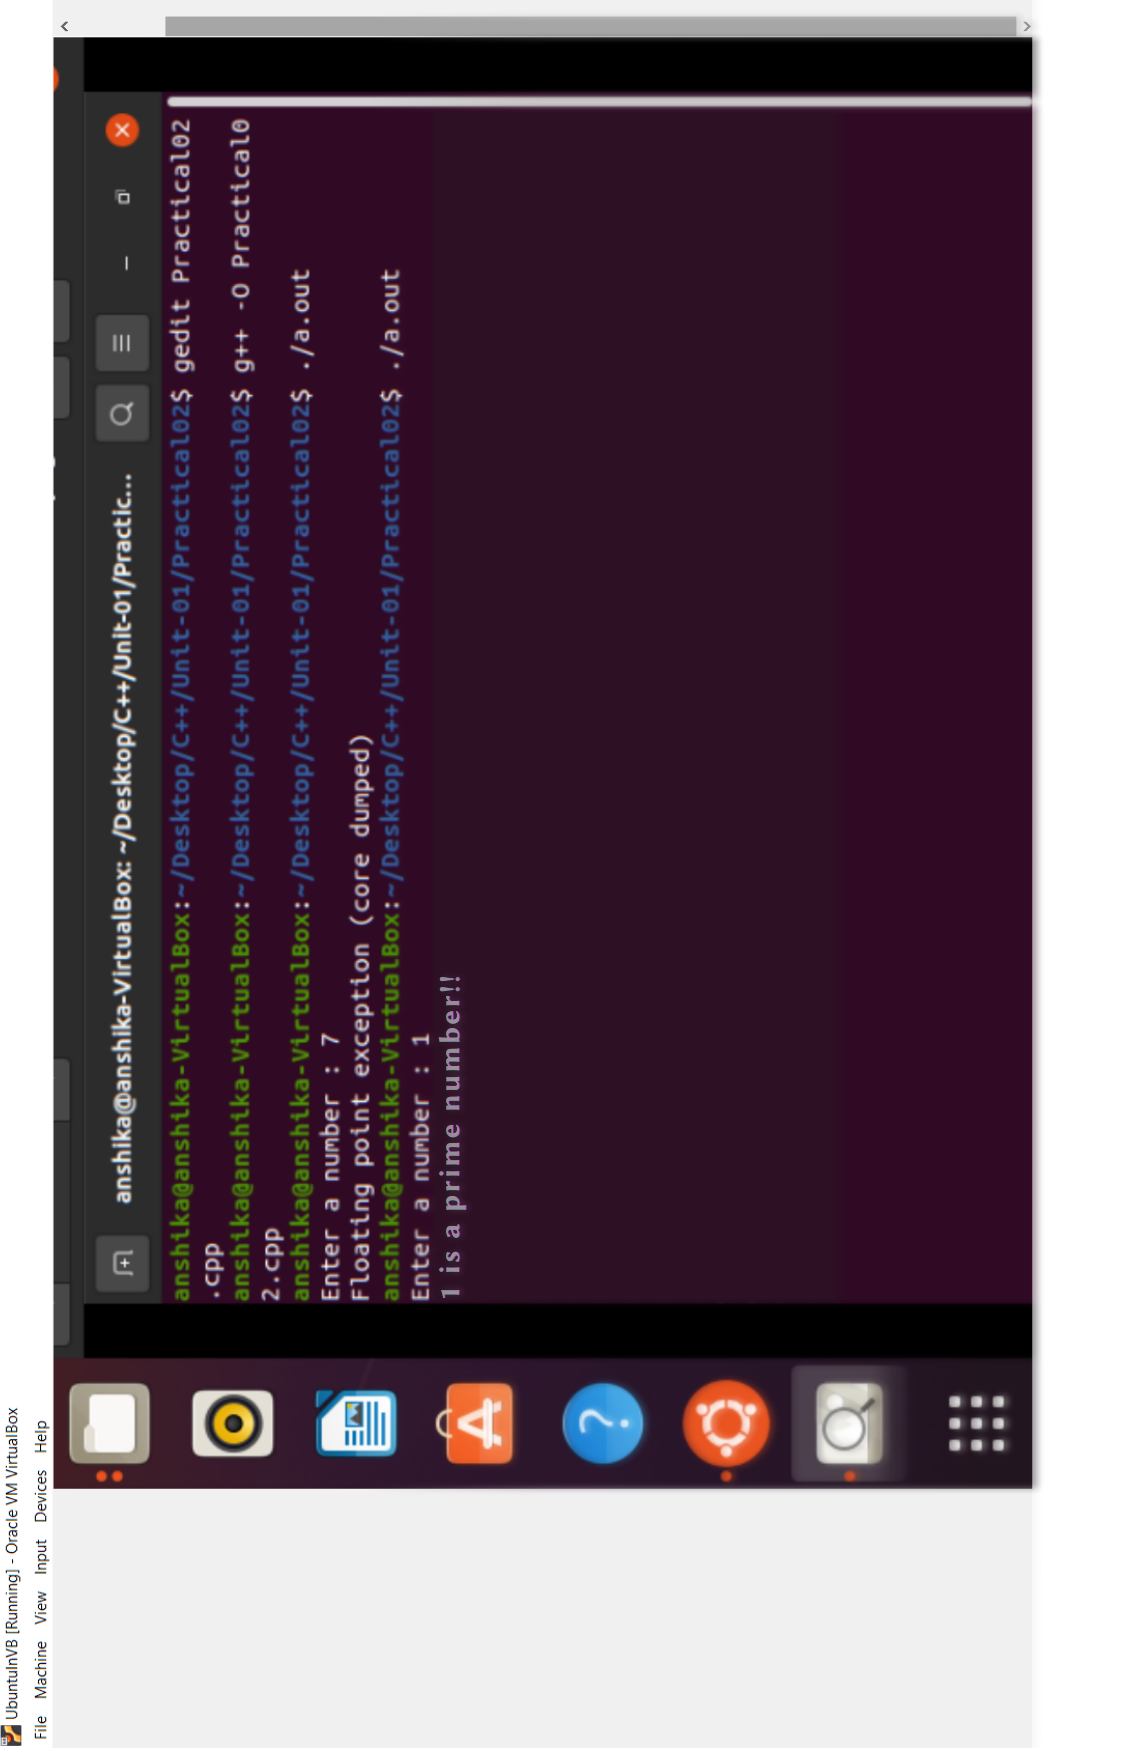 UbuntuInVB [Running] - Oracle VM VirtualBox
File Machine View Input Devices Help
anshika@anshika-VirtualBox: ~/Desktop/C++/Unit-01/Practic...
anshika@anshika-VirtualBox:~/Desktop/C++/Unit-01/Practical02$ gedit Practical02
.cpp
anshika@anshika-VirtualBox:~/Desktop/C++/Unit-01/Practical02$ g++ -O Practical0
2.cpp
anshika@anshika-VirtualBox:~/Desktop/C++/Unit-01/Practical02$ ./a.out
Enter a number : 7
Floating point exception (core dumped)
anshika@anshika-VirtualBox:~/Desktop/C++/Unit-01/Practical02$ ./a.out
Enter a number : 1
1 is a prime number!!